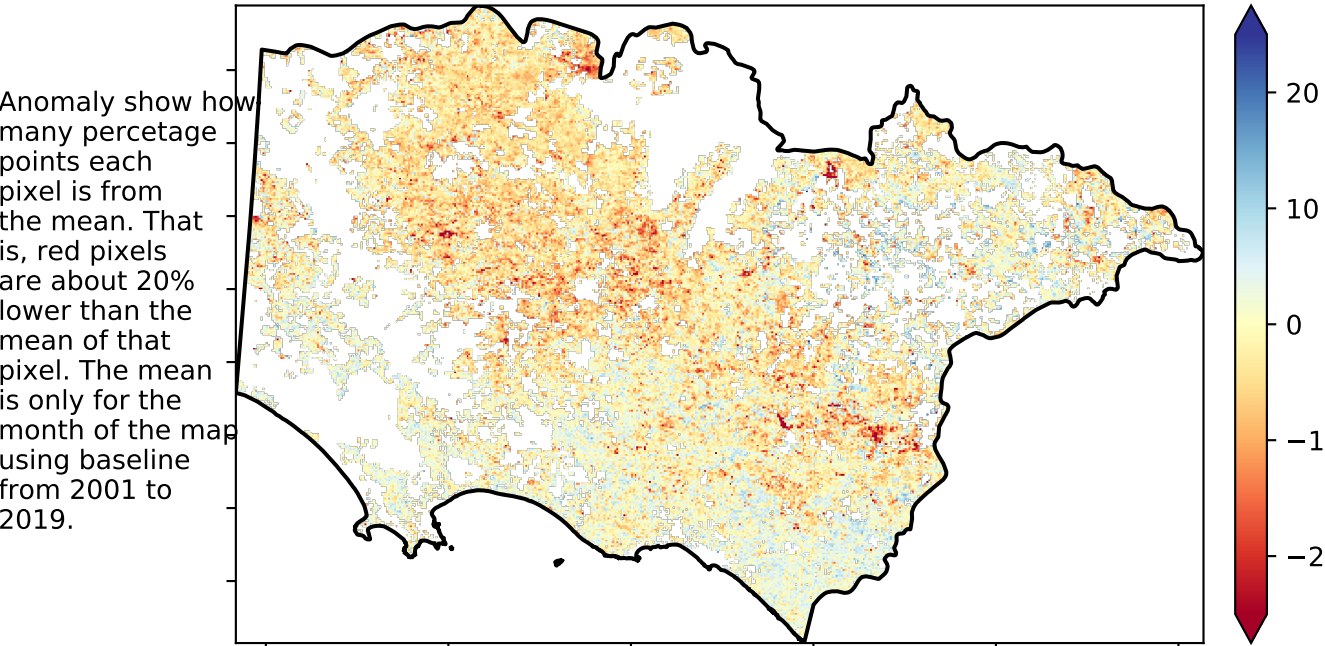 Anomaly show how
many percetage
points each
pixel is from
the mean. That
is, red pixels
are about 20%
lower than the
mean of that
pixel. The mean
is only for the
month of the map
using baseline
from 2001 to
2019.
20
10
0
−1
−2